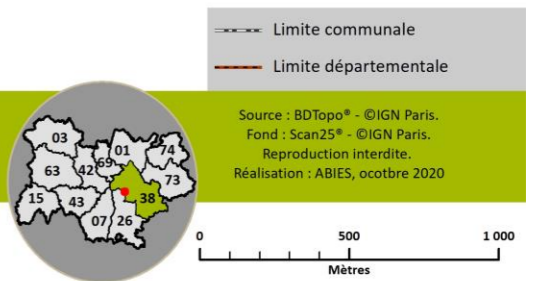 Limite communale
Limite départementale
Source : BDTopo® - ©IGN Paris.
Fond : Scan25® - ©IGN Paris.
Reproduction interdite.
Réalisation : ABIES, ocotbre 2020
03
01
74
63
42
69
73
15
43
38
07
26
0
500
1 000
Mètres